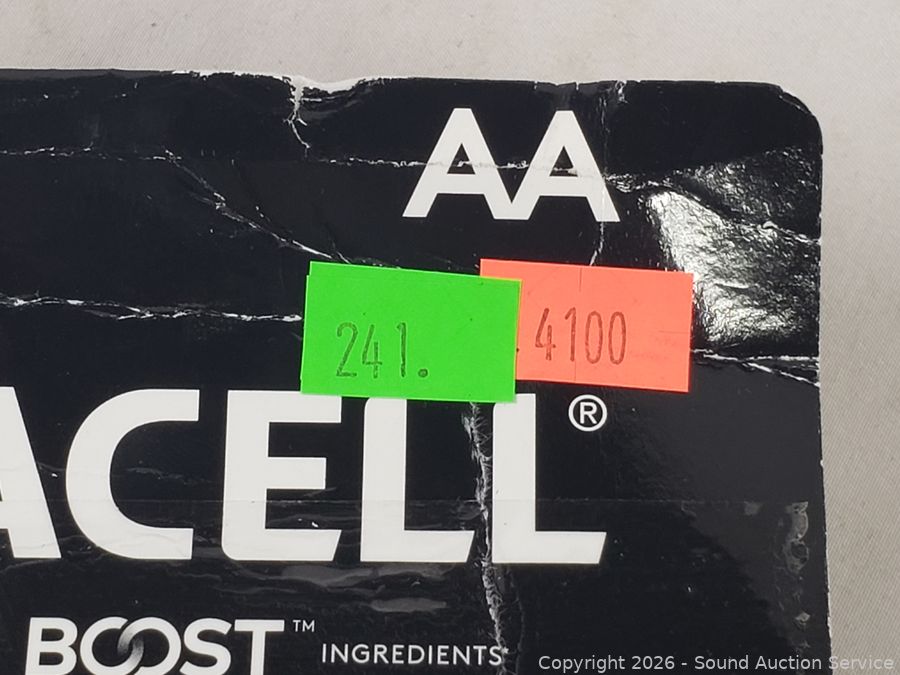 AA
241.
4100
ACELL®
BOOST™
INGREDIENTS*
Copyright 2026 - Sound Auction Service